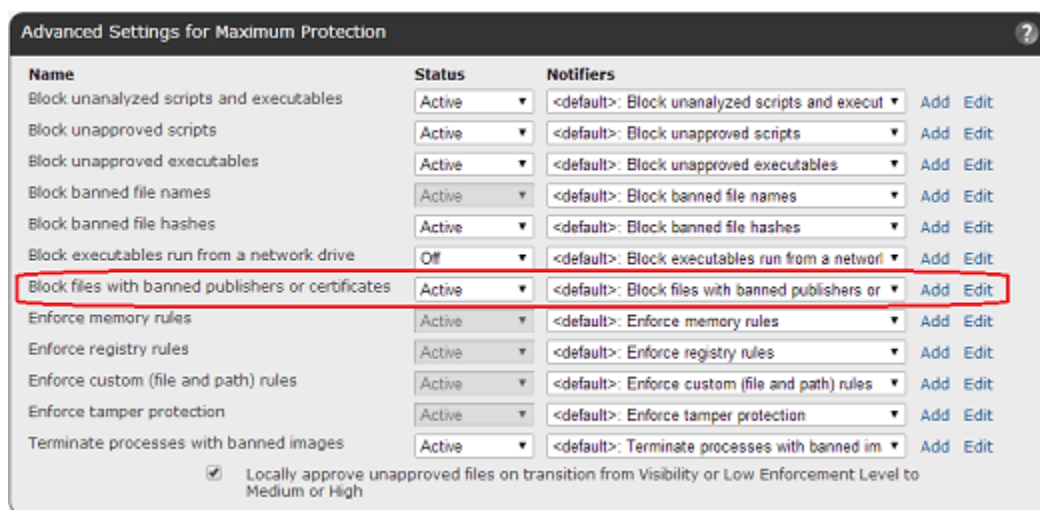 Advanced Settings for Maximum Protection ?
Name Status Notifiers
Block unanalyzed scripts and executables Active <default>: Block unanalyzed scripts and execut Add Edit
Block unapproved scripts Active <default>: Block unapproved scripts Add Edit
Block unapproved executables Active <default>: Block unapproved executables Add Edit
Block banned file names Active <default>: Block banned file names Add Edit
Block banned file hashes Active <default>: Block banned file hashes Add Edit
Block executables run from a network drive Off <default>: Block executables run from a networl Add Edit
Block files with banned publishers or certificates Active <default>: Block files with banned publishers or Add Edit
Enforce memory rules Active <default>: Enforce memory rules Add Edit
Enforce registry rules Active <default>: Enforce registry rules Add Edit
Enforce custom (file and path) rules Active <default>: Enforce custom (file and path) rules Add Edit
Enforce tamper protection Active <default>: Enforce tamper protection Add Edit
Terminate processes with banned images Active <default>: Terminate processes with banned im Add Edit
Locally approve unapproved files on transition from Visibility or Low Enforcement Level to
Medium or High